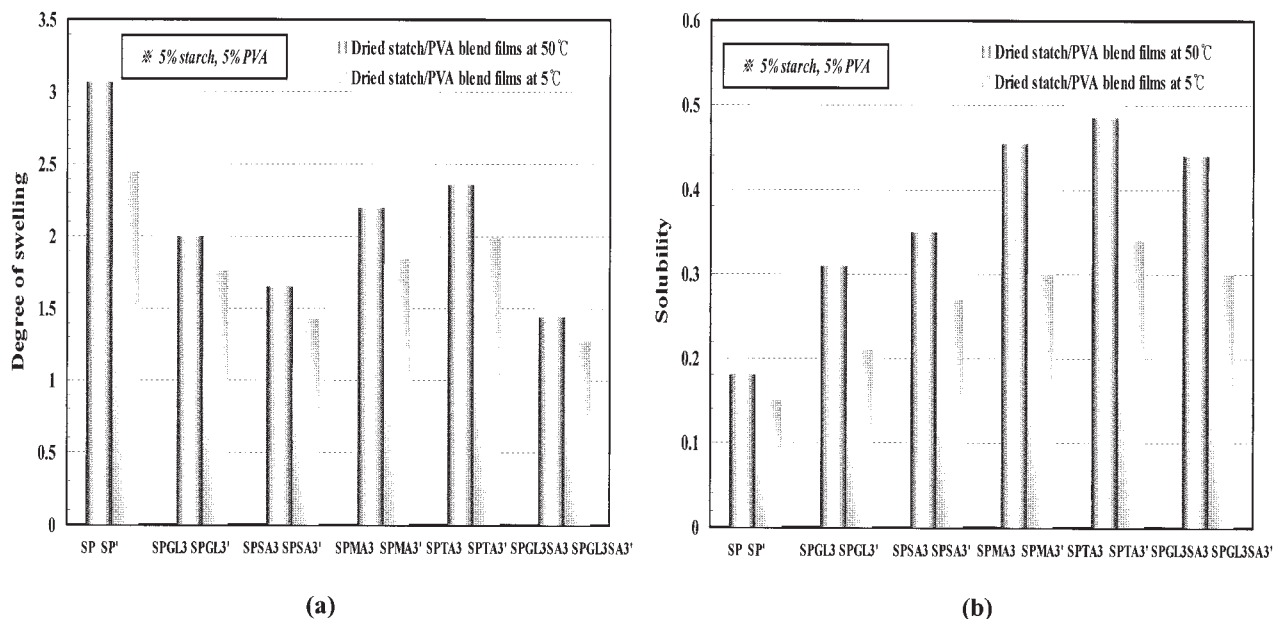 3.5
3
2.5
2
1.5
1
0.5
0
Degree of swelling
※ 5% starch, 5% PVA
Dried statch/PVA blend films at 50℃
Dried statch/PVA blend films at 5℃
SP SP' SPGL3 SPGL3' SPSA3 SPSA3' SPMA3 SPMA3' SPTA3 SPTA3' SPGL3SA3 SPGL3SA3'
(a)
0.6
0.5
0.4
0.3
0.2
0.1
0
Solubility
※ 5% starch, 5% PVA
Dried statch/PVA blend films at 50℃
Dried statch/PVA blend films at 5℃
SP SP' SPGL3 SPGL3' SPSA3 SPSA3' SPMA3 SPMA3' SPTA3 SPTA3' SPGL3SA3 SPGL3SA3'
(b)